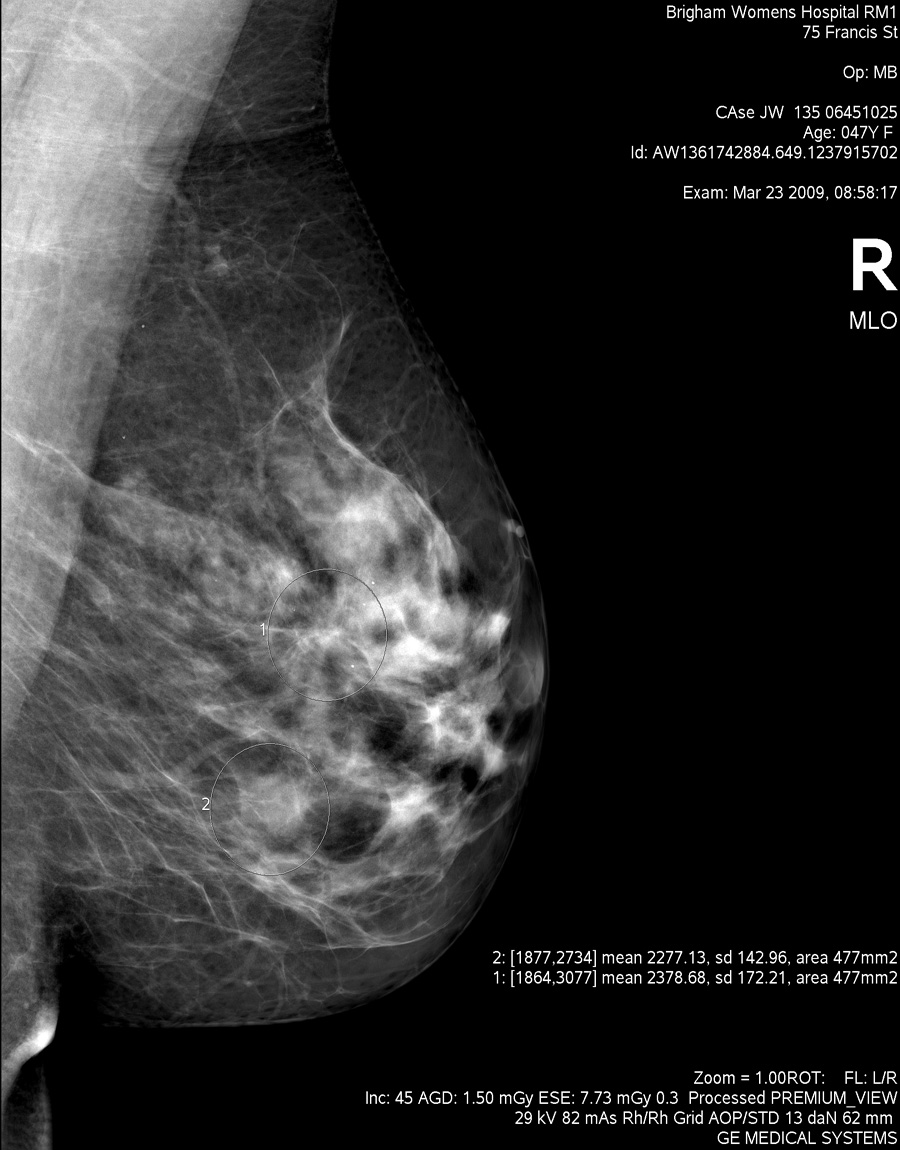 Brigham Womens Hospital RM1
75 Francis St
Op: MB
CAse JW 135 06451025
Age: 047Y F
Id: AW1361742884.649.1237915702
Exam: Mar 23 2009, 08:58:17
R
MLO
1
2
2: [1877,2734] mean 2277.13, sd 142.96, area 477mm2
1: [1864,3077] mean 2378.68, sd 172.21, area 477mm2
Zoom = 1.00ROT: FL: L/R
Inc: 45 AGD: 1.50 mGy ESE: 7.73 mGy 0.3 Processed PREMIUM_VIEW
29 kV 82 mAs Rh/Rh Grid AOP/STD 13 daN 62 mm
GE MEDICAL SYSTEMS